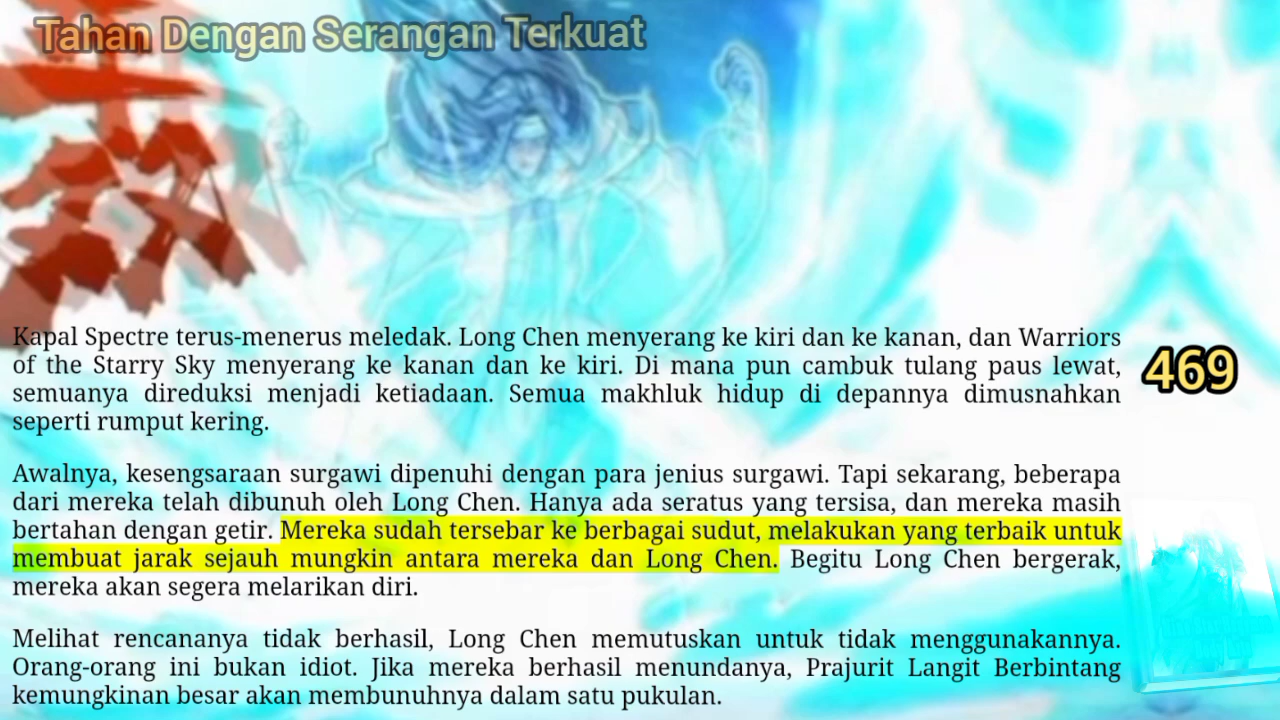 Tahan Dengan Serangan Terkuat
Kapal Spectre terus-menerus meledak. Long Chen menyerang ke kiri dan ke kanan, dan Warriors
of the Starry Sky menyerang ke kanan dan ke kiri. Di mana pun cambuk tulang paus lewat,
semuanya direduksi menjadi ketiadaan. Semua makhluk hidup di depannya dimusnahkan
seperti rumput kering.
469
Awalnya, kesengsaraan surgawi dipenuhi dengan para jenius surgawi. Tapi sekarang, beberapa
dari mereka telah dibunuh oleh Long Chen. Hanya ada seratus yang tersisa, dan mereka masih
bertahan dengan getir. Mereka sudah tersebar ke berbagai sudut, melakukan yang terbaik untuk
membuat jarak sejauh mungkin antara mereka dan Long Chen. Begitu Long Chen bergerak,
mereka akan segera melarikan diri.
Melihat rencananya tidak berhasil, Long Chen memutuskan untuk tidak menggunakannya.
Orang-orang ini bukan idiot. Jika mereka berhasil menundanya, Prajurit Langit Berbintang
kemungkinan besar akan membunuhnya dalam satu pukulan.